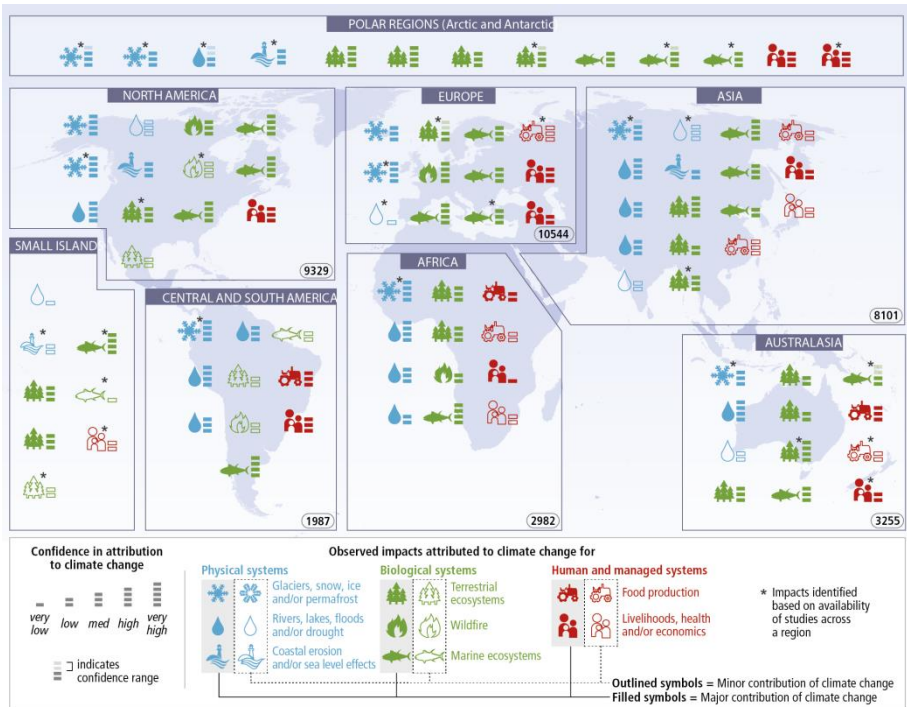 POLAR REGIONS (Arctic and Antarctic
NORTH AMERICA
EUROPE
ASIA
10544
SMALL ISLAND
9329
AFRICA
CENTRAL AND SOUTH AMERICA
8101
AUSTRALASIA
1987
2982
3255
Confidence in attribution
to climate change
very low
low
med
high
very high
indicates
confidence range
Observed impacts attributed to climate change for
Physical systems
Glaciers, snow, ice
and/or permafrost
Rivers, lakes, floods
and/or drought
Coastal erosion
and/or sea level effects
Biological systems
Terrestrial
ecosystems
Wildfire
Marine ecosystems
Human and managed systems
Food production
Livelihoods, health
and/or economics
* Impacts identified
based on availability
of studies across
a region
Outlined symbols = Minor contribution of climate change
Filled symbols = Major contribution of climate change